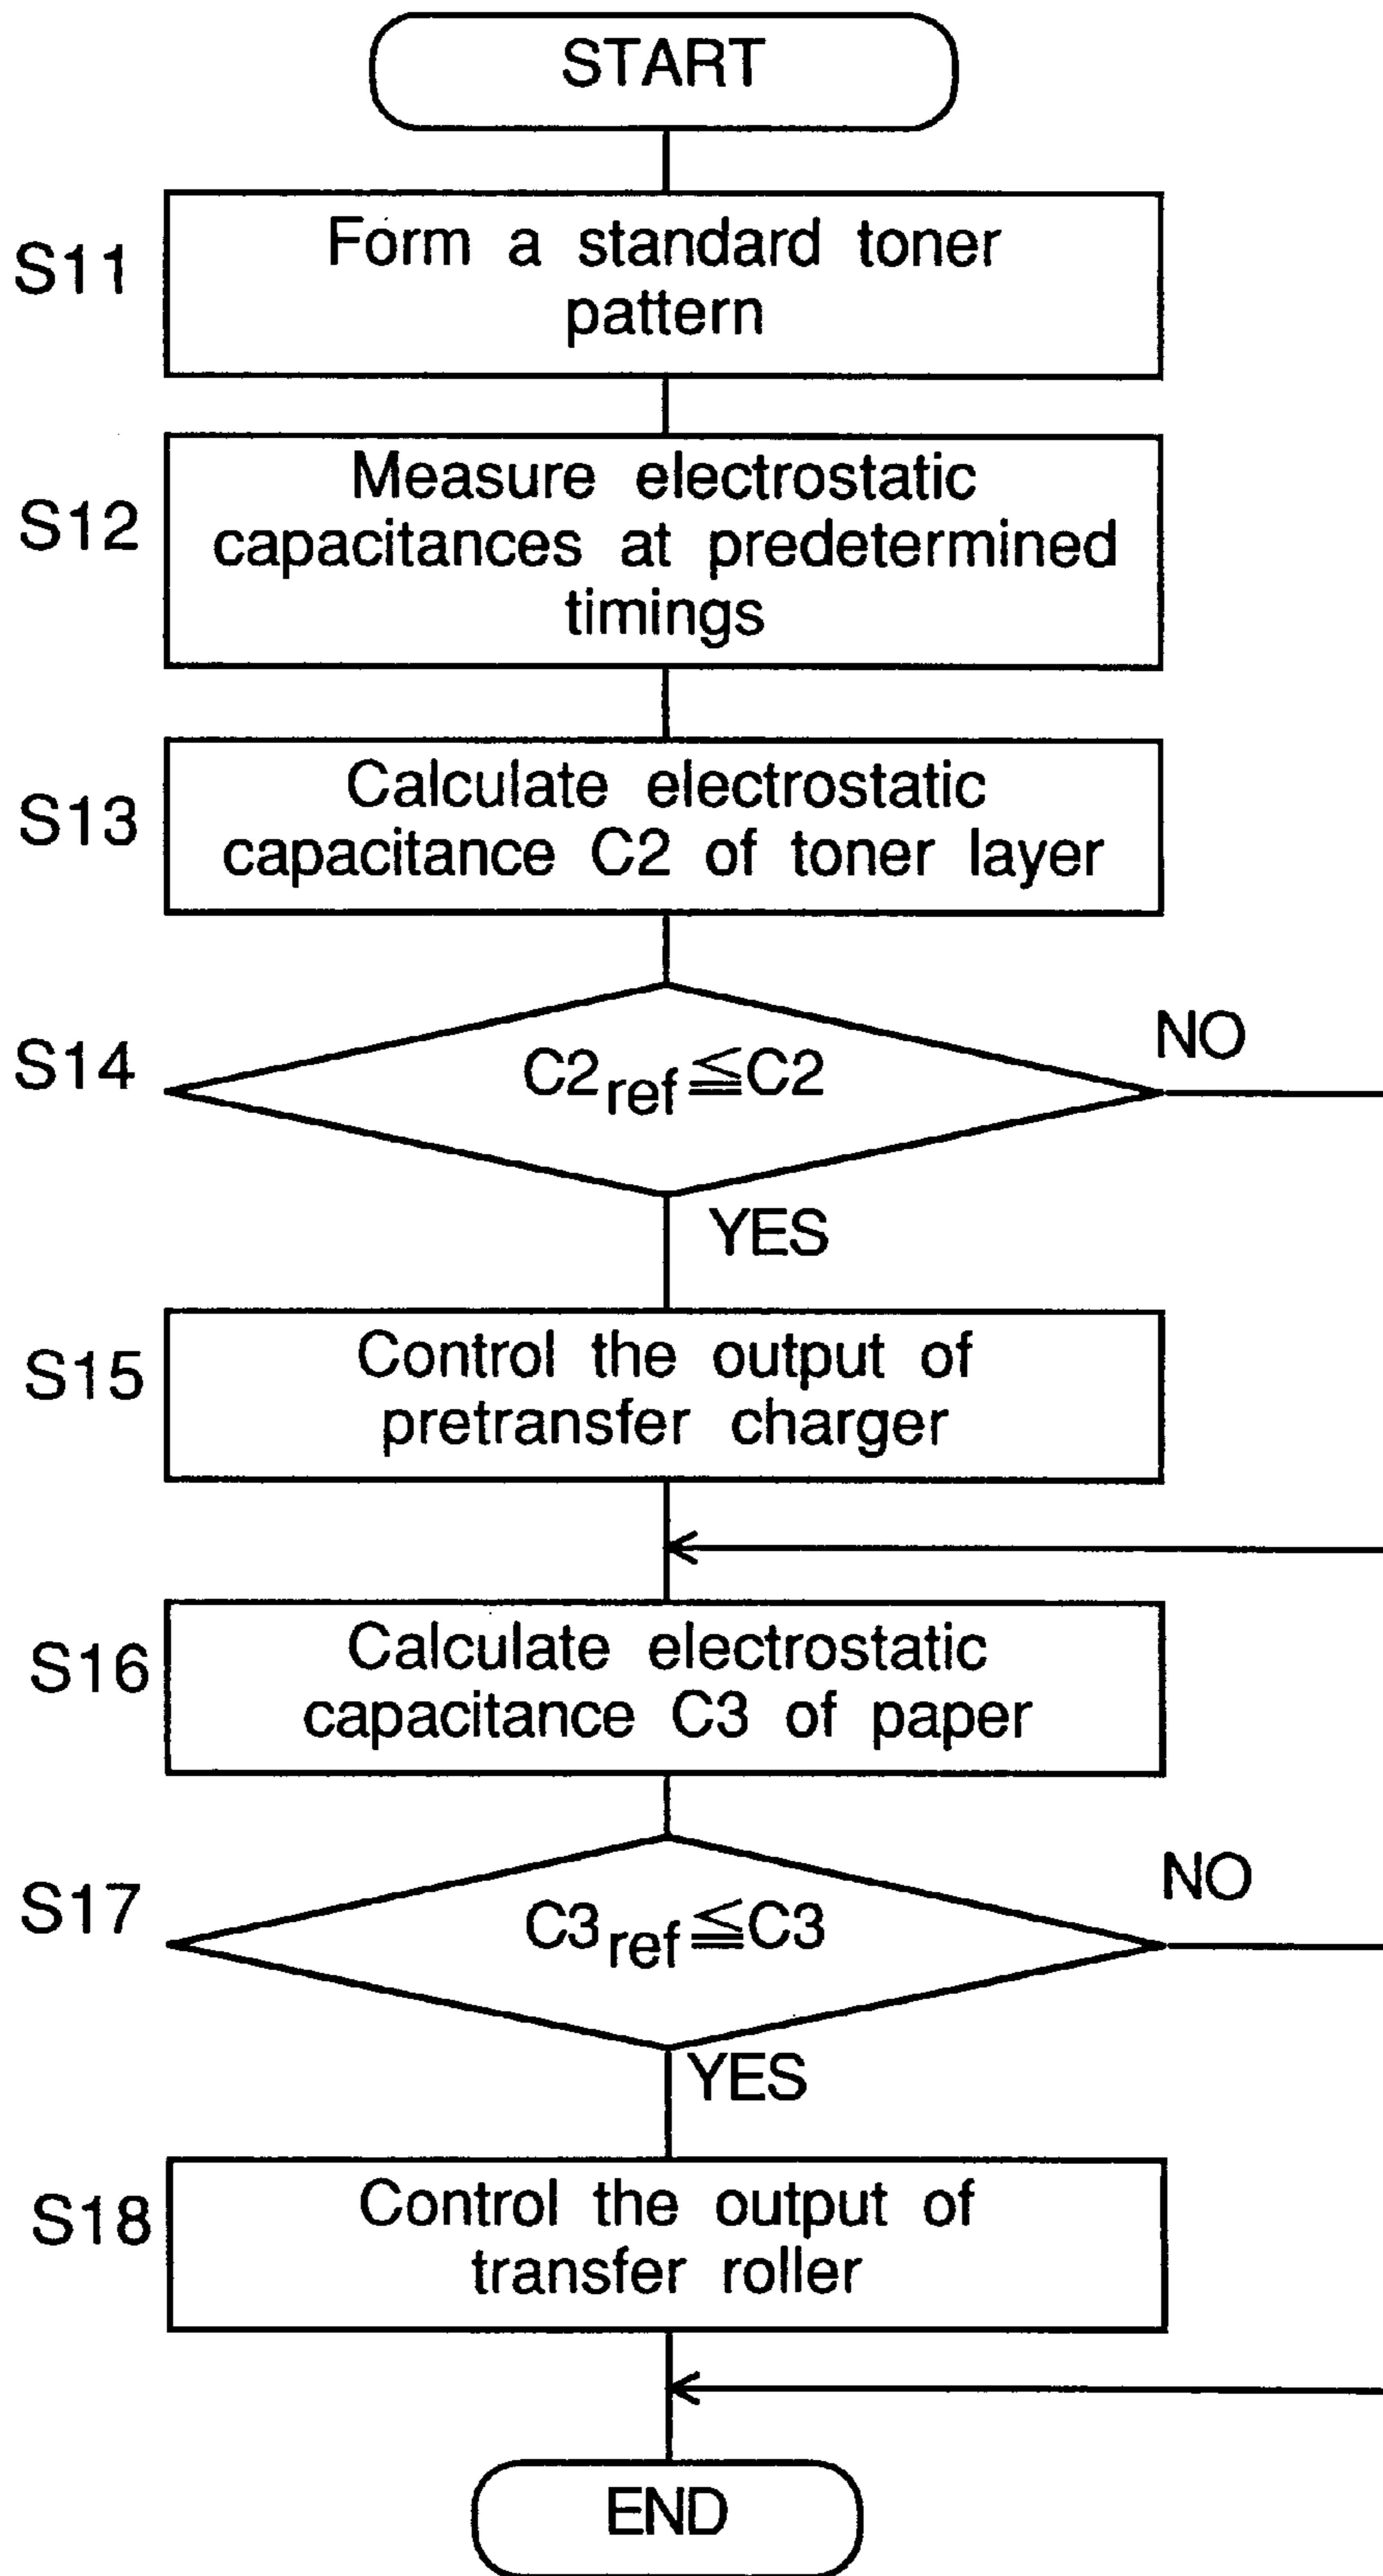 START
S11
Form a standard toner
pattern
S12
Measure electrostatic
capacitances at predetermined
timings
S13
Calculate electrostatic
capacitance C2 of toner layer
S14
C2ref≦C2
NO
YES
S15
Control the output of
pretransfer charger
S16
Calculate electrostatic
capacitance C3 of paper
S17
C3ref≦C3
NO
YES
S18
Control the output of
transfer roller
END